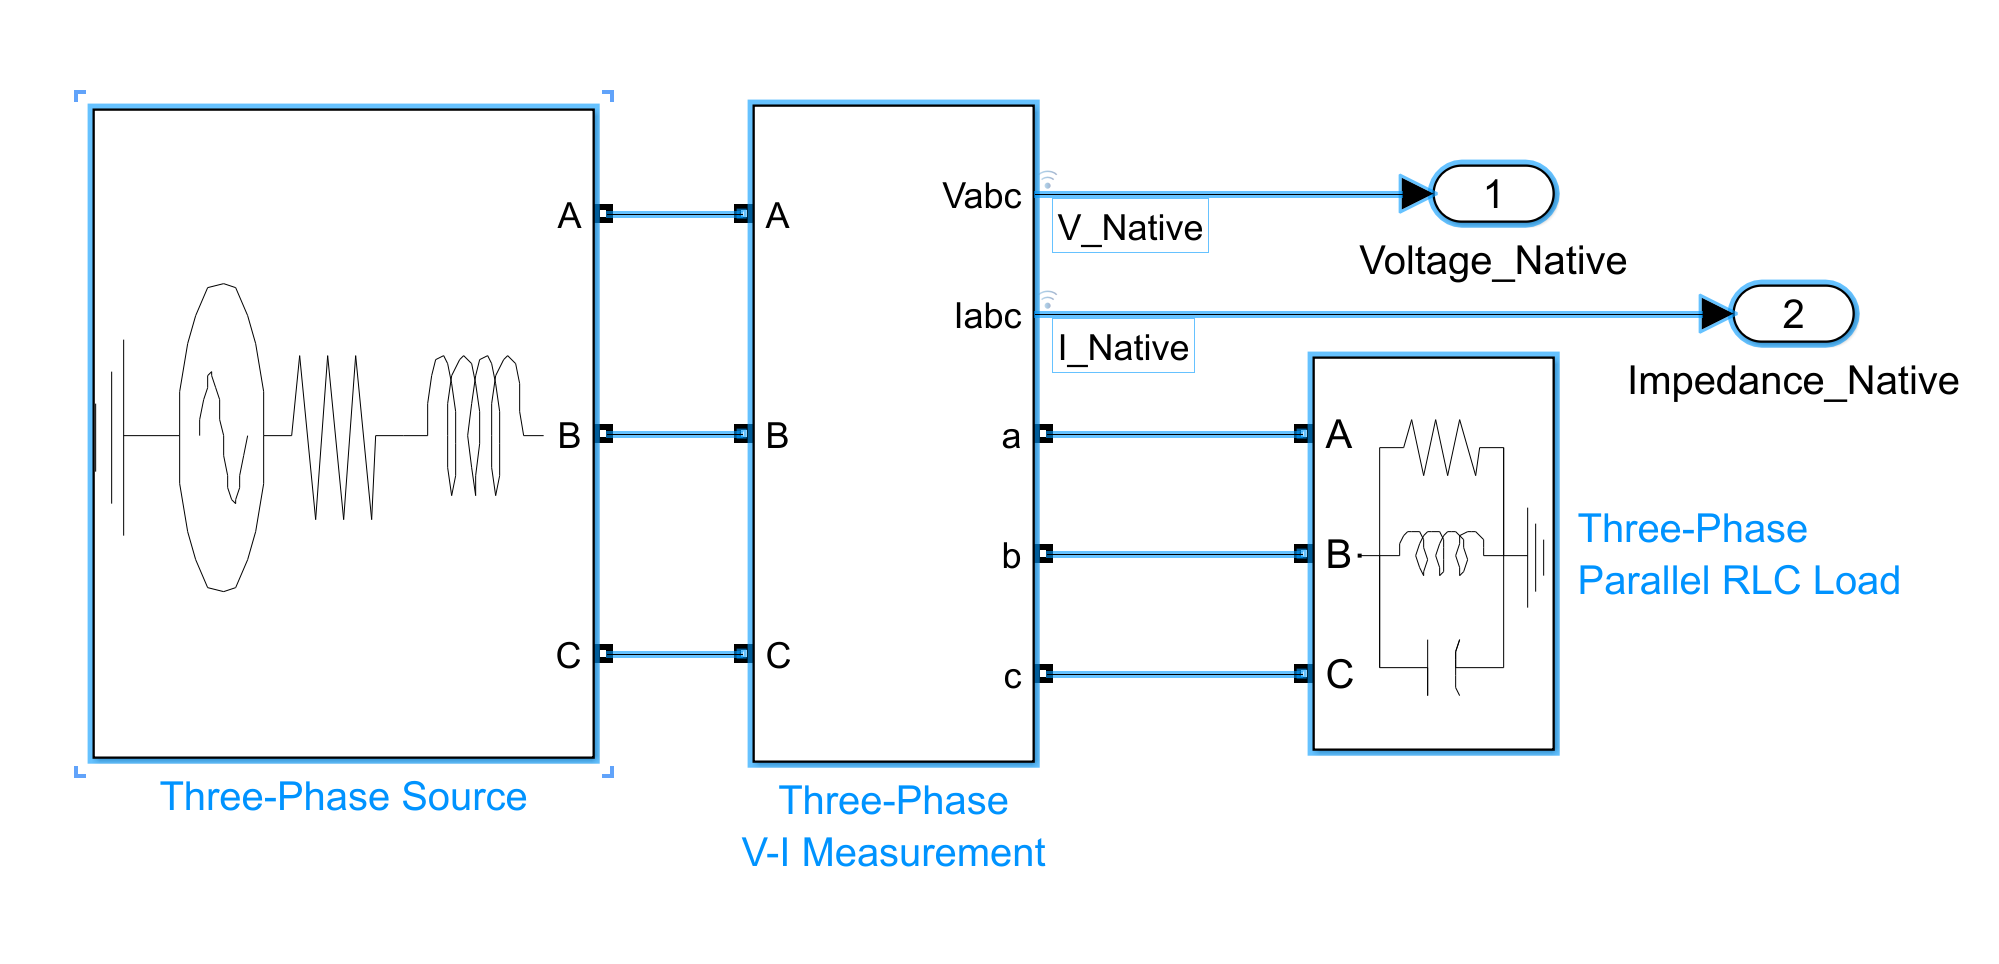 A
B
C
Three-Phase Source
A
B
C
Vabc
Iabc
a
b
c
Three-Phase
V-I Measurement
V_Native
I_Native
1
Voltage_Native
2
Impedance_Native
A
B
C
Three-Phase
Parallel RLC Load